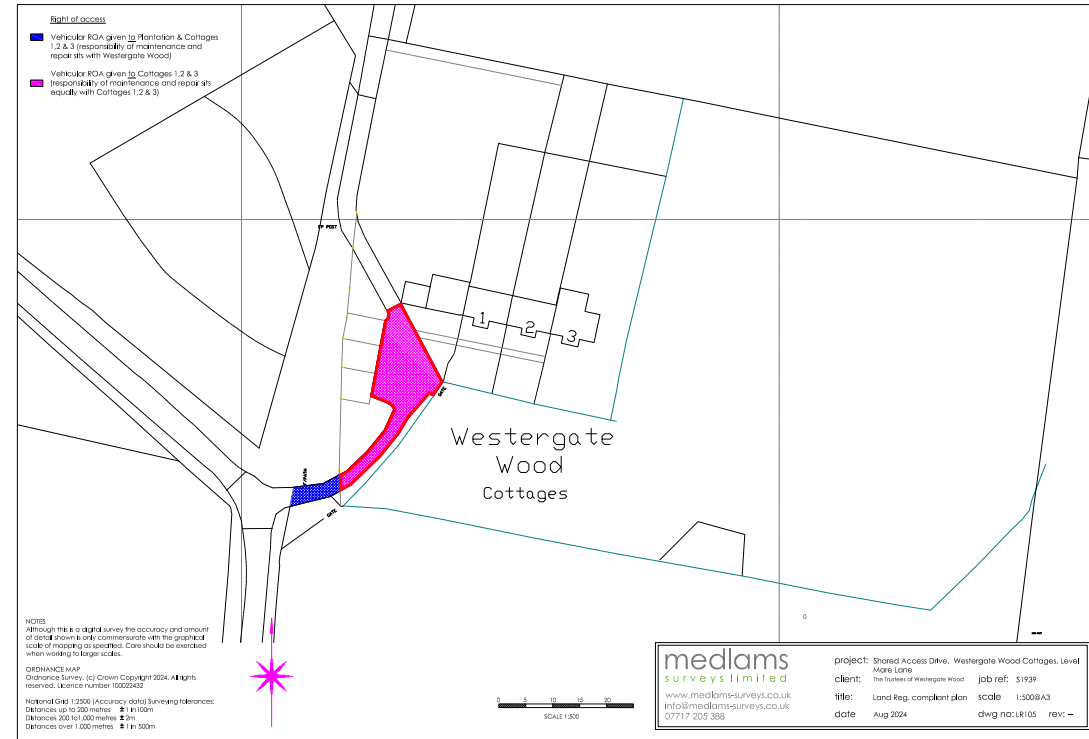 Right of access
Vehicular ROA given to Plantation & Cottages
1,2 & 3 (responsibility of maintenance and
repair sits with Westergate Wood)
Vehicular ROA given to Cottages 1,2 & 3
(responsibility of maintenance and repair sits
equally with Cottages 1,2 & 3)
FP POST
1
2
3
GATE
Westergate
Wood
Cottages
F/PATH
GATE
0
NOTES
Although this is a digital survey the accuracy and amount
of detail shown is only commensurate with the graphical
scale of mapping as specified. Care should be exercised
when working to larger scales.
ORDNANCE MAP
Ordnance Survey, (c) Crown Copyright 2024. All rights
reserved. Licence number 100022432
National Grid 1:2500 (Accuracy data) Surveying tolerances:
Distances up to 200 metres ± 1 in 100m
Distances 200 to1,000 metres ± 2m
Distances over 1,000 metres ± 1 in 500m
0 5 10 15 20
SCALE 1:500
medlams
surveys limited
www.medlams-surveys.co.uk
info@medlams-surveys.co.uk
07717 205 388
project: Shared Access Drive, Westergate Wood Cottages, Level
Mare Lane
client: The Trustees of Westergate Wood job ref: S1939
title: Land Reg. compliant plan scale 1:500@A3
date Aug 2024 dwg no: LR105 rev: –